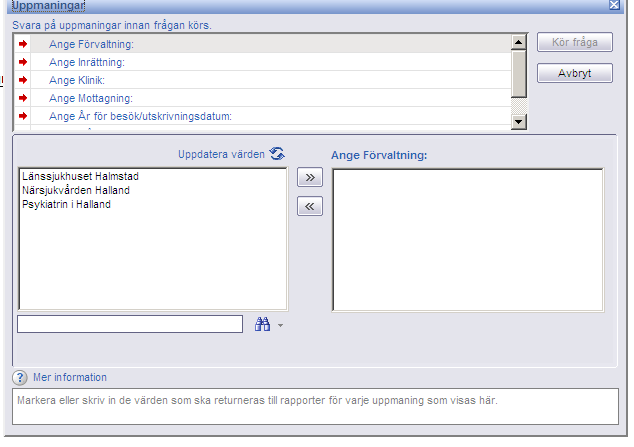 Uppmaningar
Svara på uppmaningar innan frågan körs.
Ange Förvaltning:
Ange Inrättning:
Ange Klinik:
Ange Mottagning:
Ange År för besök/utskrivningsdatum:
Kör fråga
Avbryt
Uppdatera värden
Ange Förvaltning:
Länssjukhuset Halmstad
Närsjukvården Halland
Psykiatrin i Halland
Mer information
Markera eller skriv in de värden som ska returneras till rapporter för varje uppmaning som visas här.